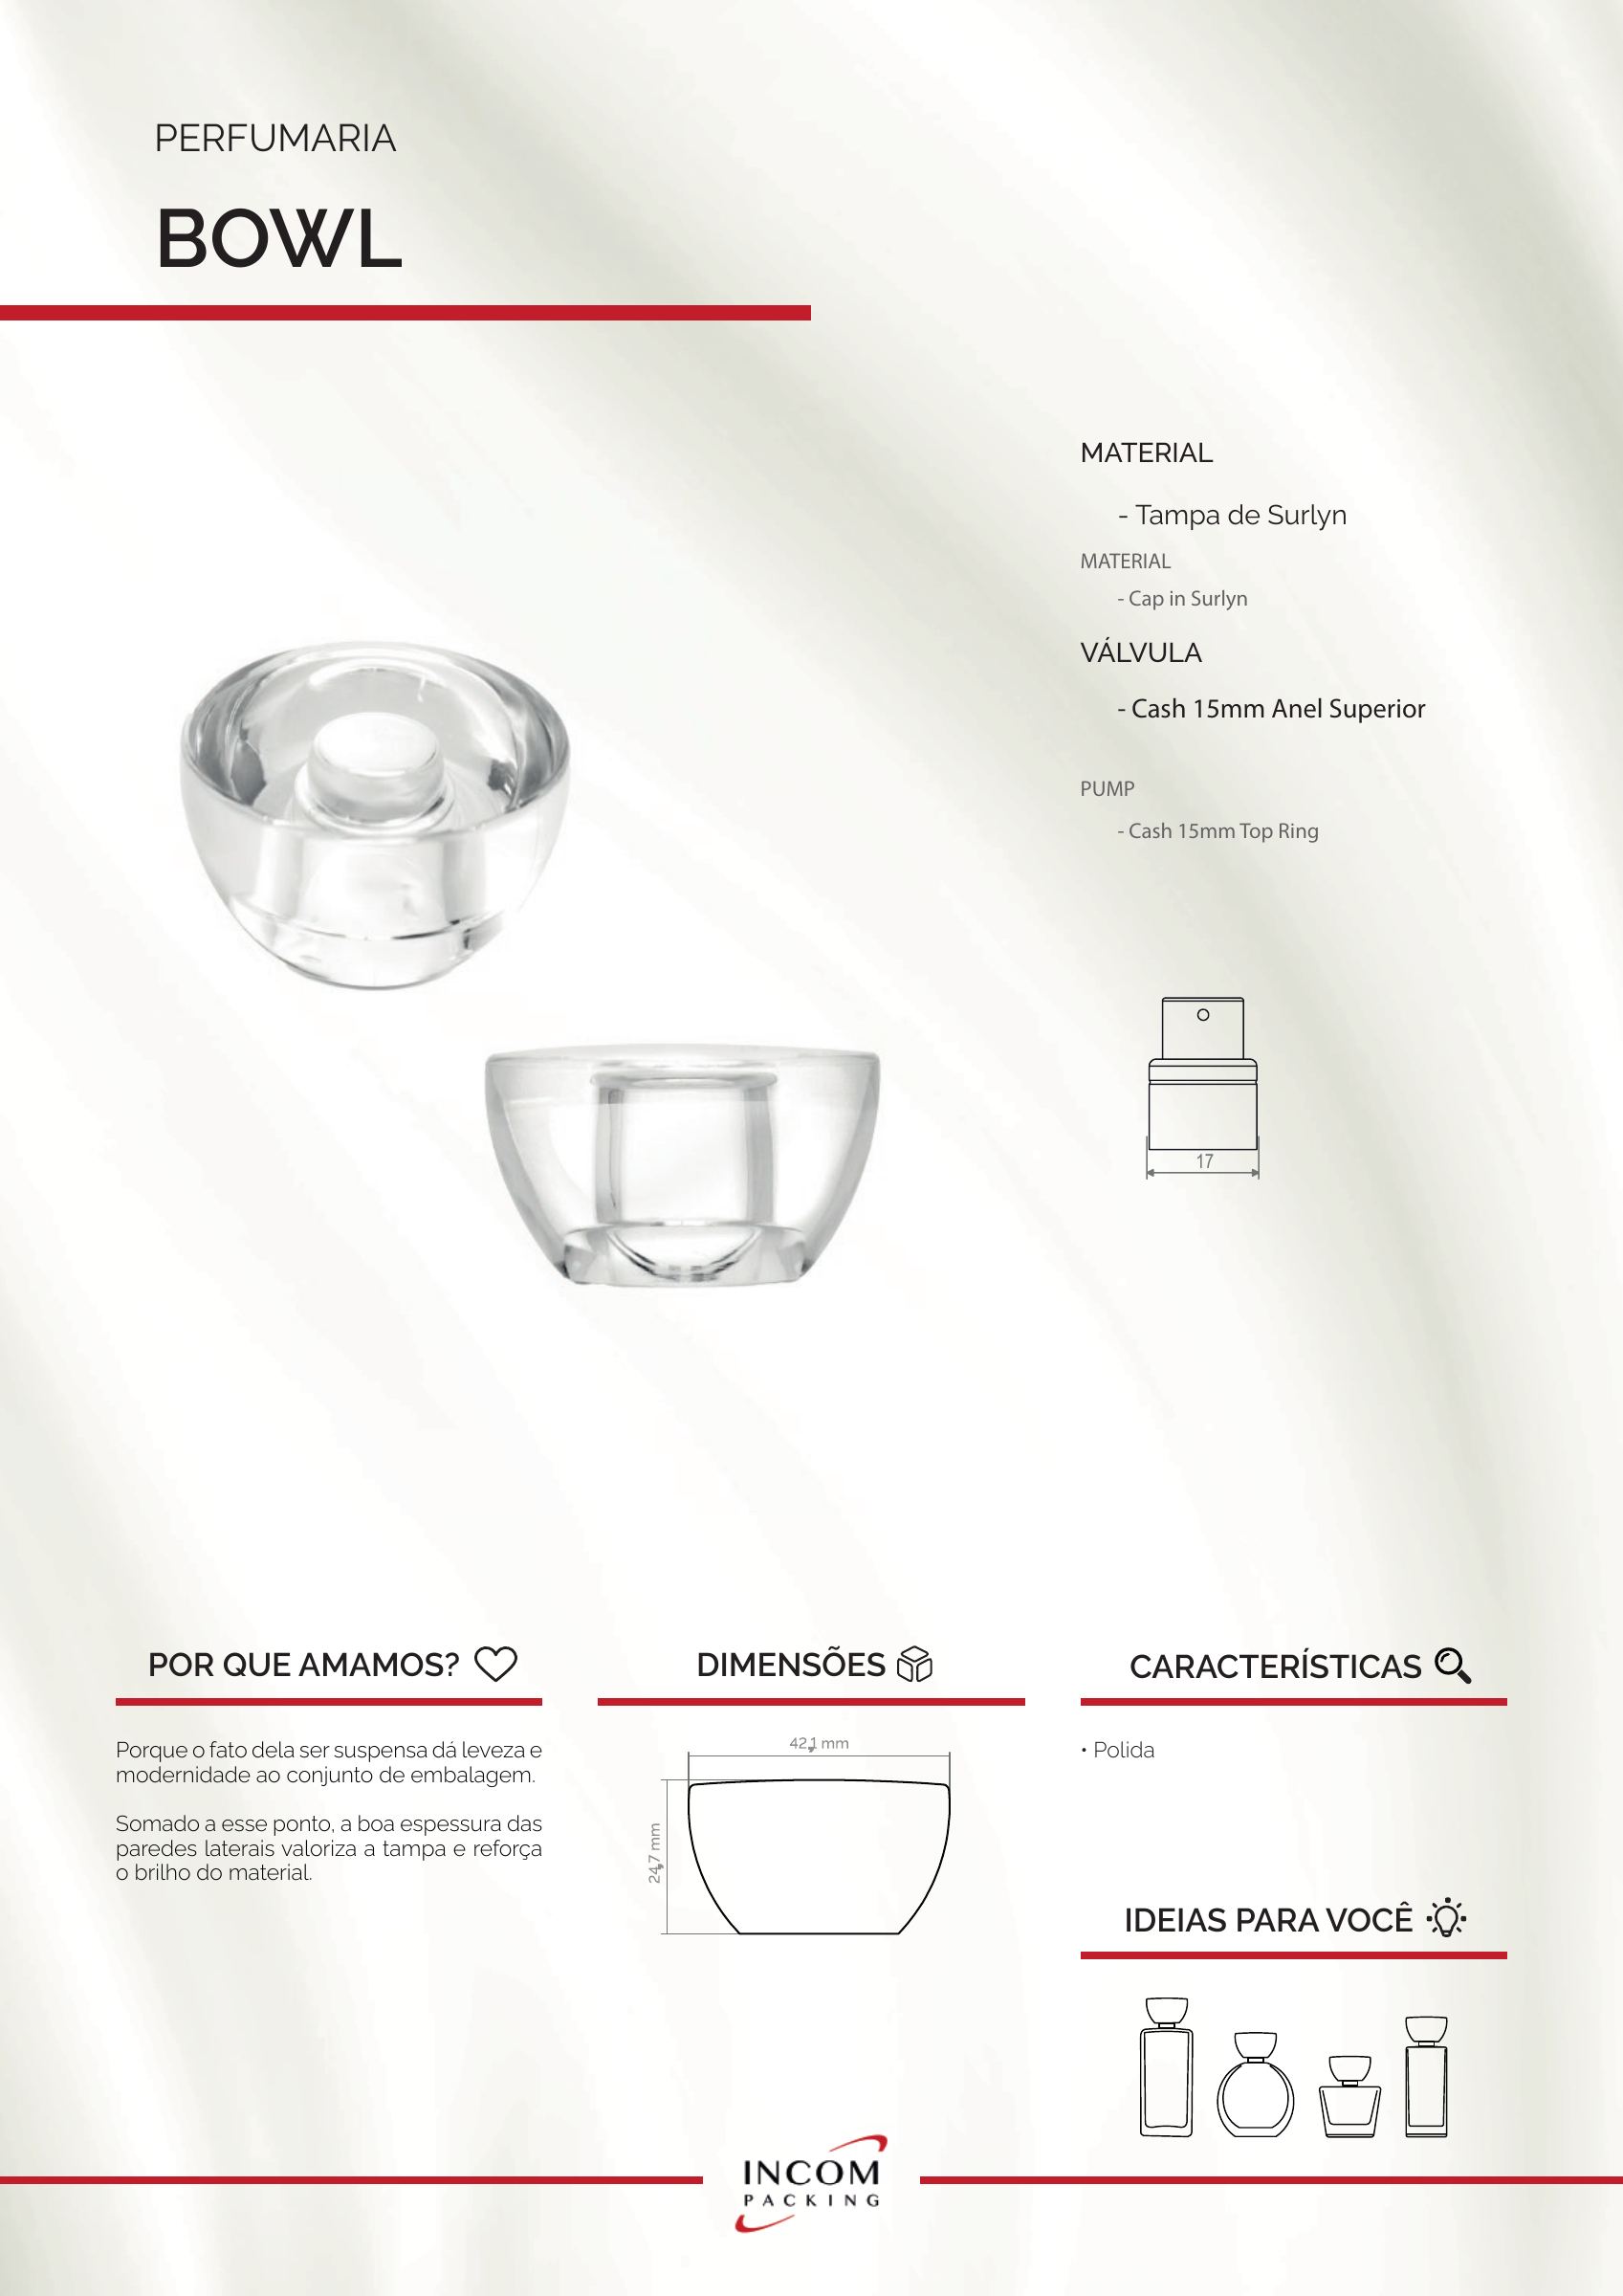 PERFUMARIA
BOWL
MATERIAL
- Tampa de Surlyn
MATERIAL
- Cap in Surlyn
VÁLVULA
- Cash 15mm Anel Superior
PUMP
- Cash 15mm Top Ring
17
POR QUE AMAMOS?
Porque o fato dela ser suspensa dá leveza e
modernidade ao conjunto de embalagem.
Somado a esse ponto, a boa espessura das
paredes laterais valoriza a tampa e reforça
o brilho do material.
DIMENSÕES
42,1 mm
24,7 mm
CARACTERÍSTICAS
• Polida
IDEIAS PARA VOCÊ
INCOM
PACKING